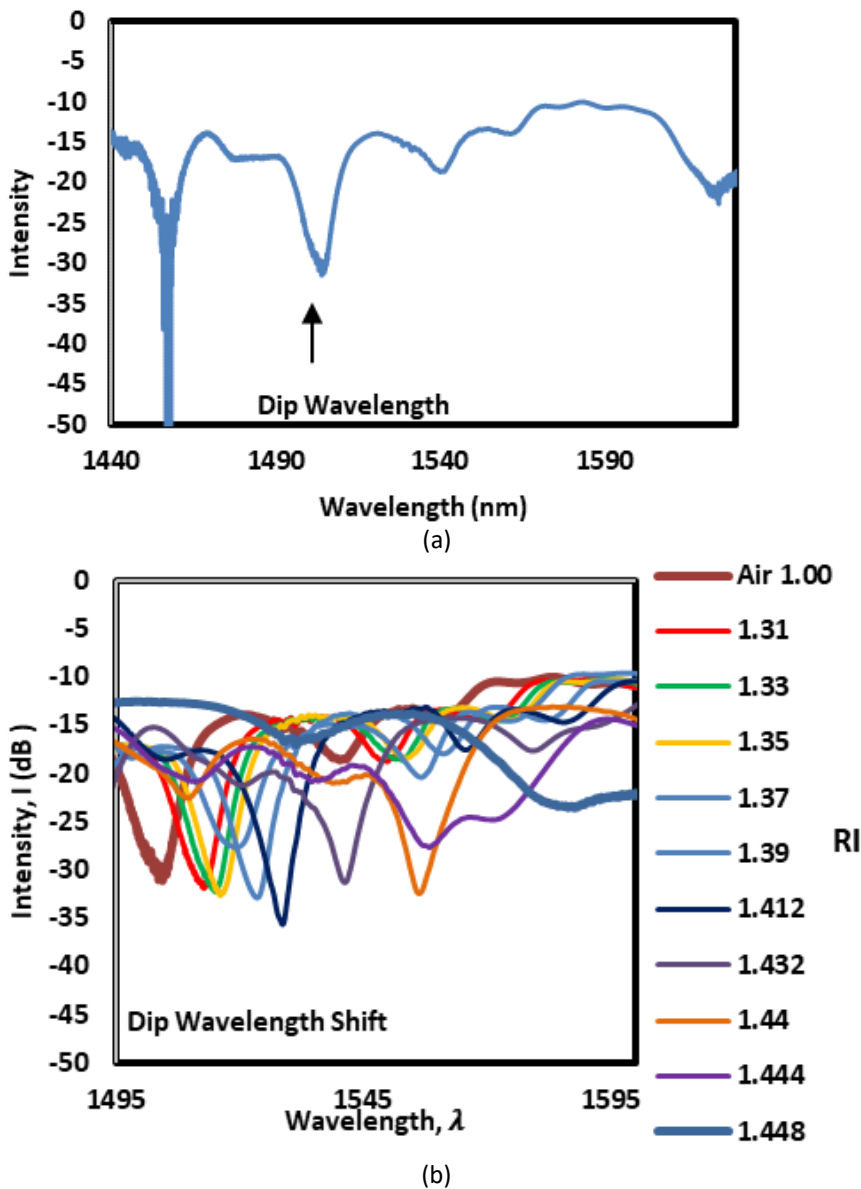 0
-5
-10
-15
-20
-25
-30
-35
-40
-45
-50
Intensity
Dip Wavelength
1440 1490 1540 1590
Wavelength (nm)
(a)
0
-5
-10
-15
-20
-25
-30
-35
-40
-45
-50
Intensity, I (dB )
Dip Wavelength Shift
1495 1545 1595
Wavelength, λ
Air 1.00
1.31
1.33
1.35
1.37
1.39
1.412
1.432
1.44
1.444
1.448
RI
(b)